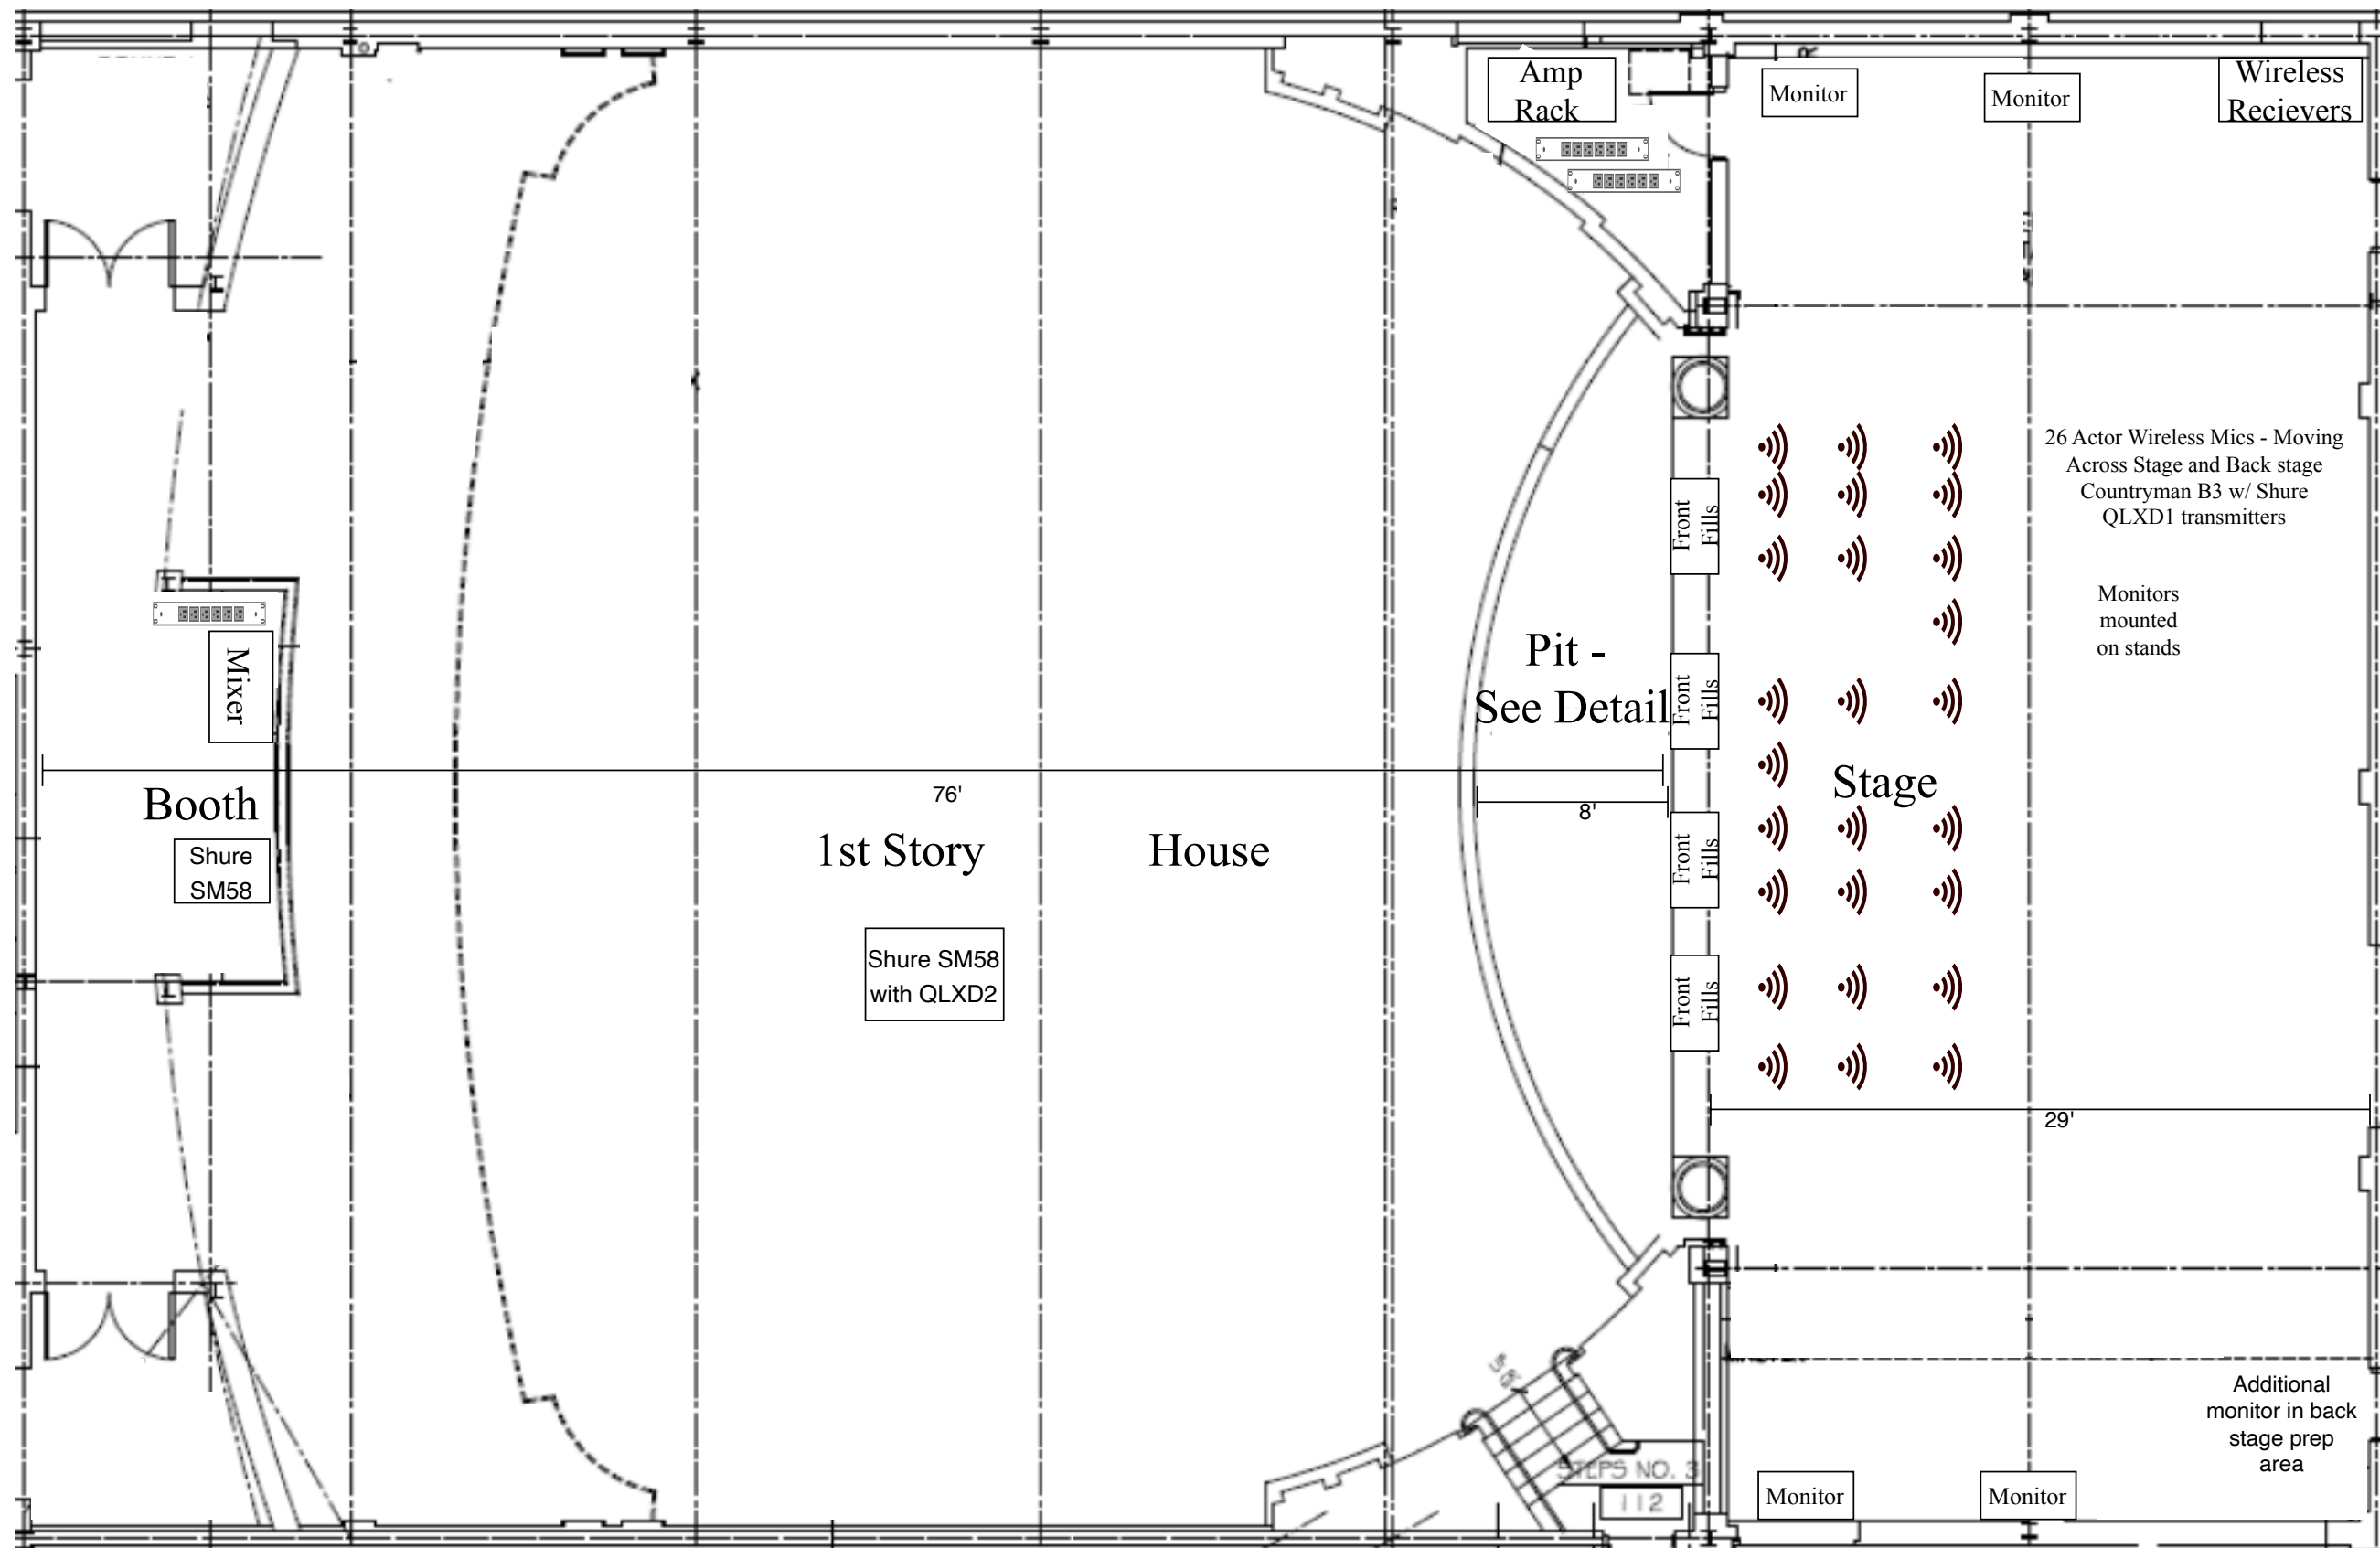 Amp
Rack
Monitor
Monitor
Wireless
Recievers
R
26 Actor Wireless Mics - Moving
Across Stage and Back stage
Countryman B3 w/ Shure
QLXD1 transmitters
Monitors
mounted
on stands
Front
Fills
Front
Fills
Front
Fills
Front
Fills
Pit -
See Detail
Mixer
Booth
Shure
SM58
76'
8'
Stage
1st Story
House
Shure SM58
with QLXD2
29'
STEPS NO. 3
112
Additional
monitor in back
stage prep
area
Monitor
Monitor